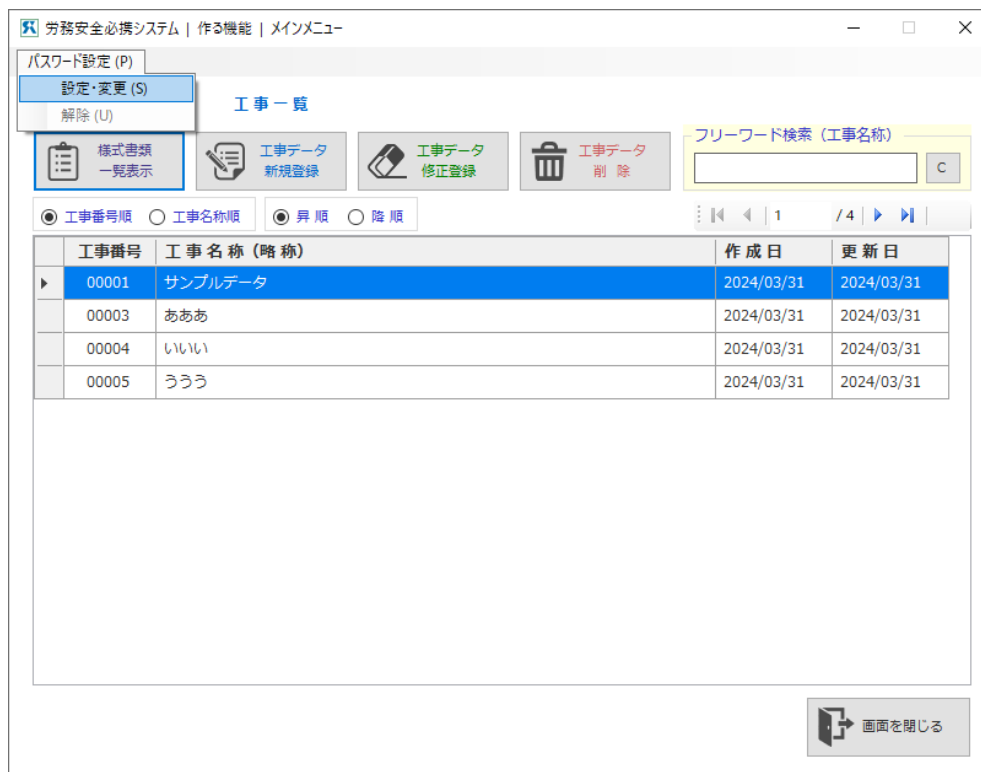 労務安全必携システム | 作る機能 | メインメニュー
パスワード設定 (P)
設定・変更 (S)
解除 (U)
工 事 一 覧
様式書類
一覧表示
工事データ
新規登録
工事データ
修正登録
工事データ
削 除
フリーワード検索（工事名称）
C
工事番号順 工事名称順 昇 順 降 順
1 / 4
工事番号 工 事 名 称（略 称） 作 成 日 更 新 日
00001 サンプルデータ 2024/03/31 2024/03/31
00003 あああ 2024/03/31 2024/03/31
00004 いいい 2024/03/31 2024/03/31
00005 ううう 2024/03/31 2024/03/31
画面を閉じる